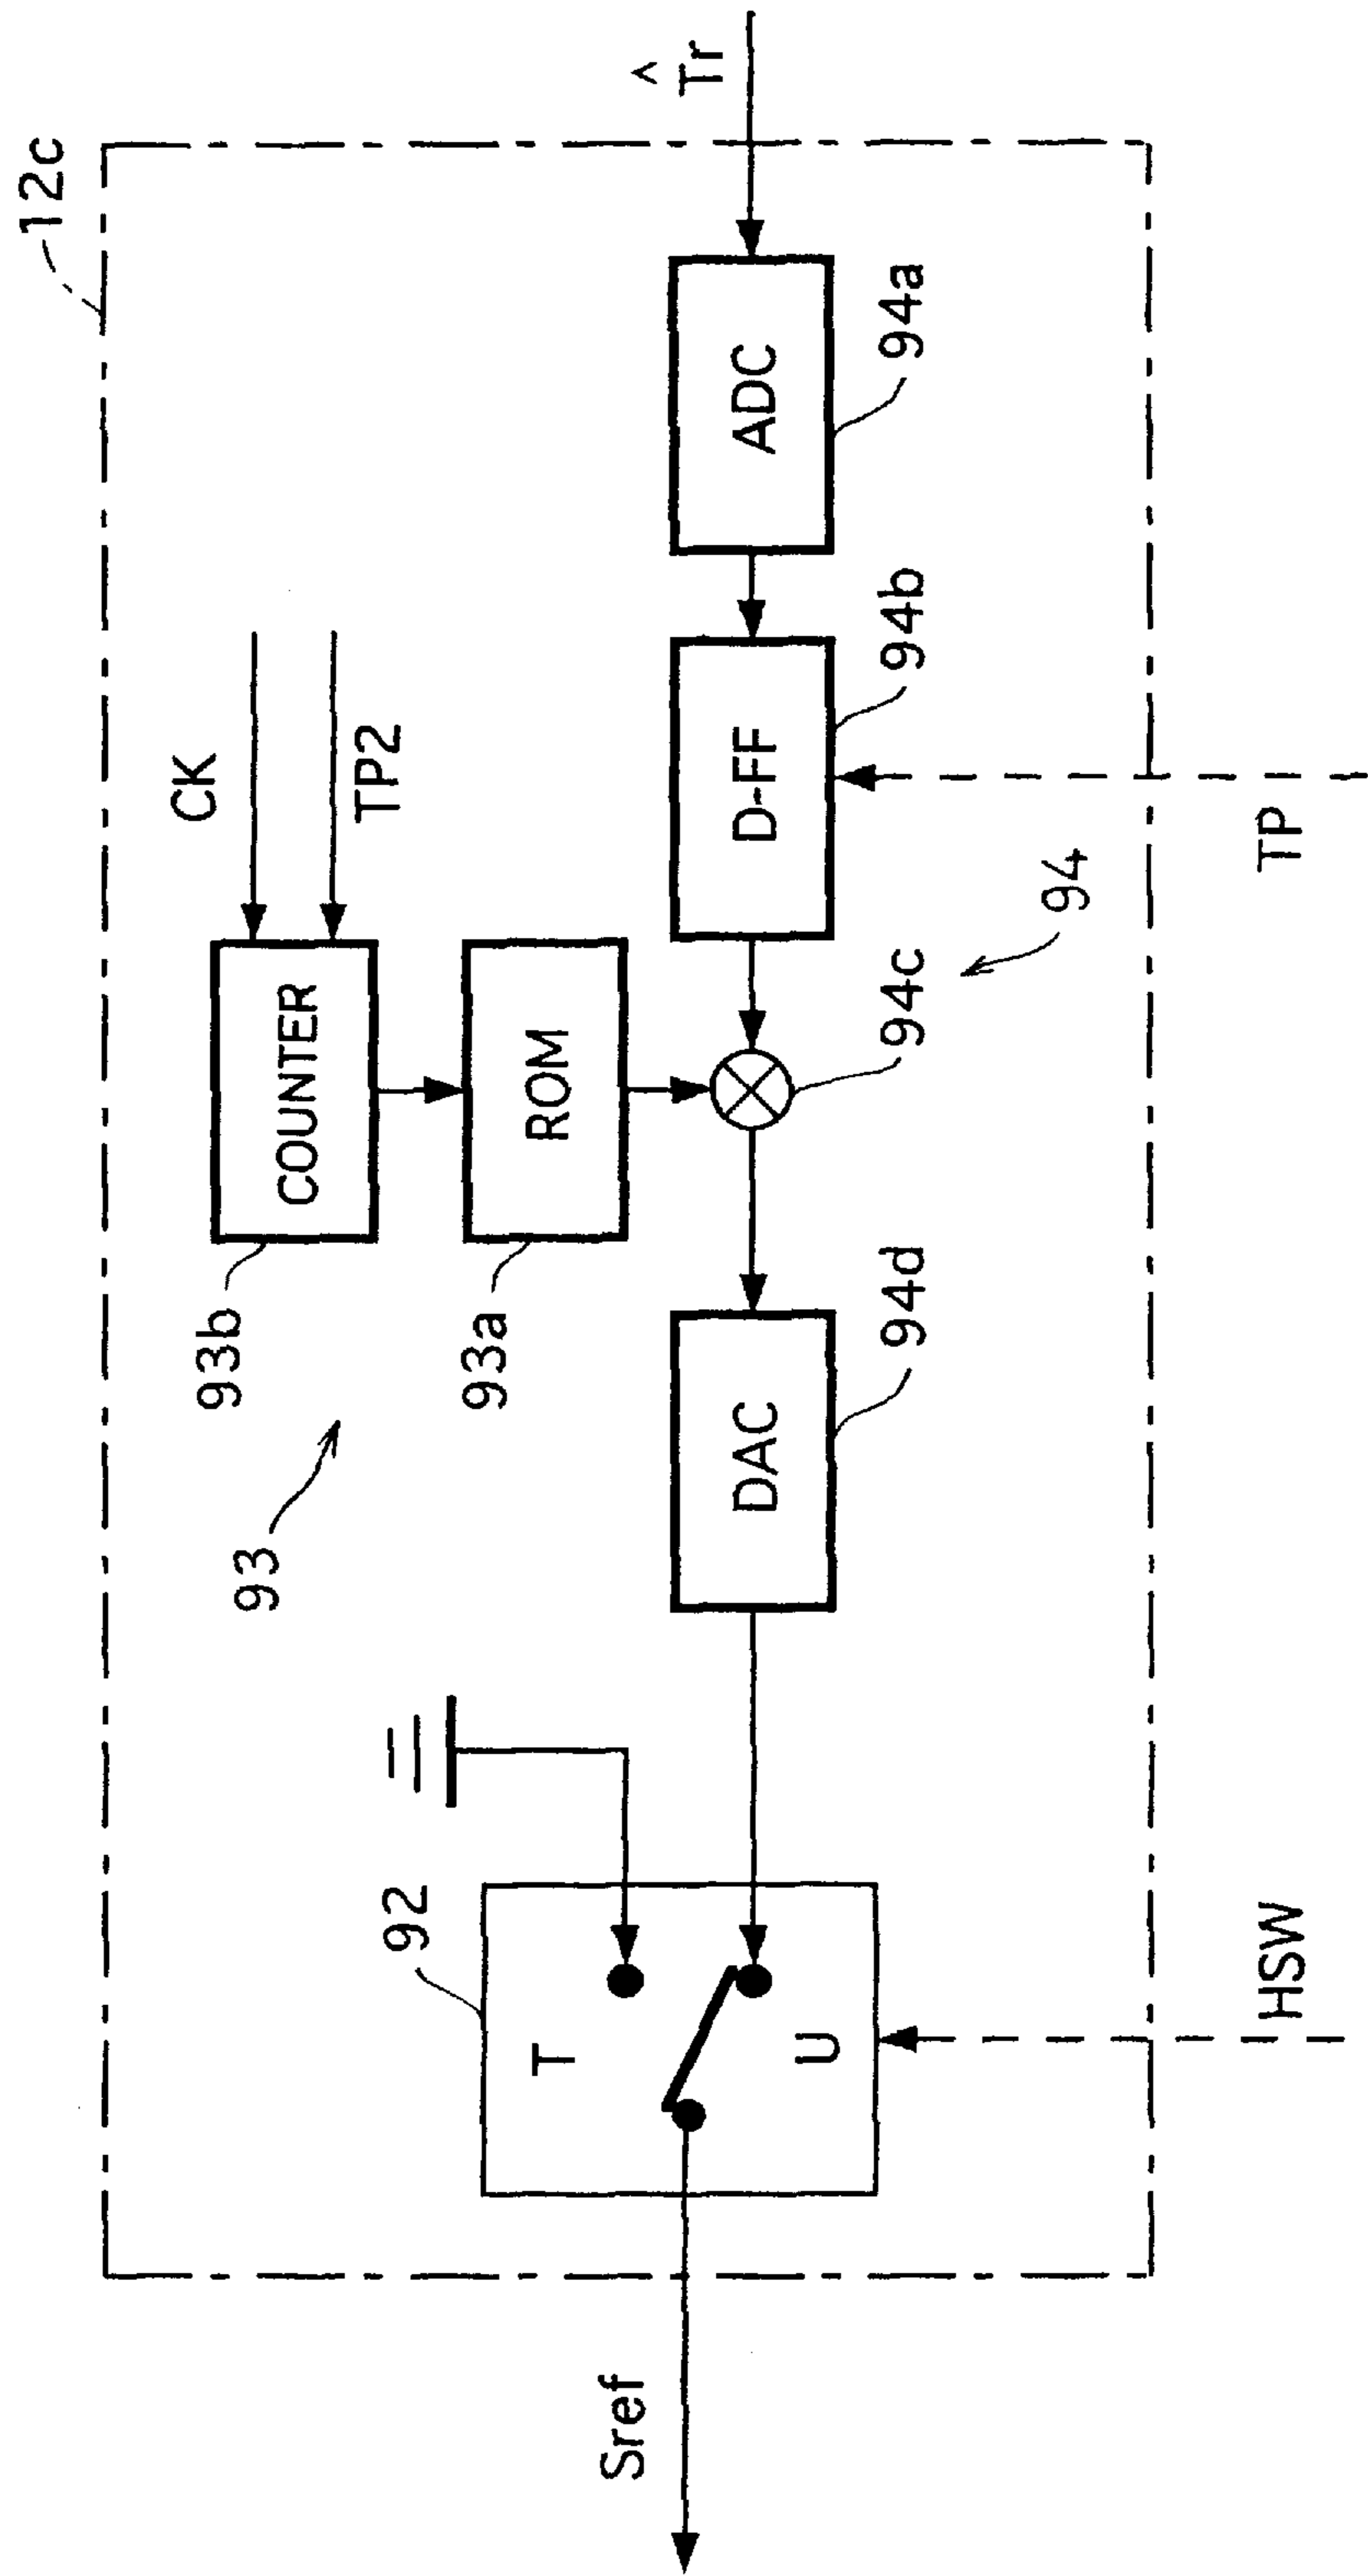 12c
CK
TP2
COUNTER
93b
ROM
93a
93
T̂r
ADC
94a
D-FF
94b
94c
94
DAC
94d
92
T
U
Sref
HSW
TP